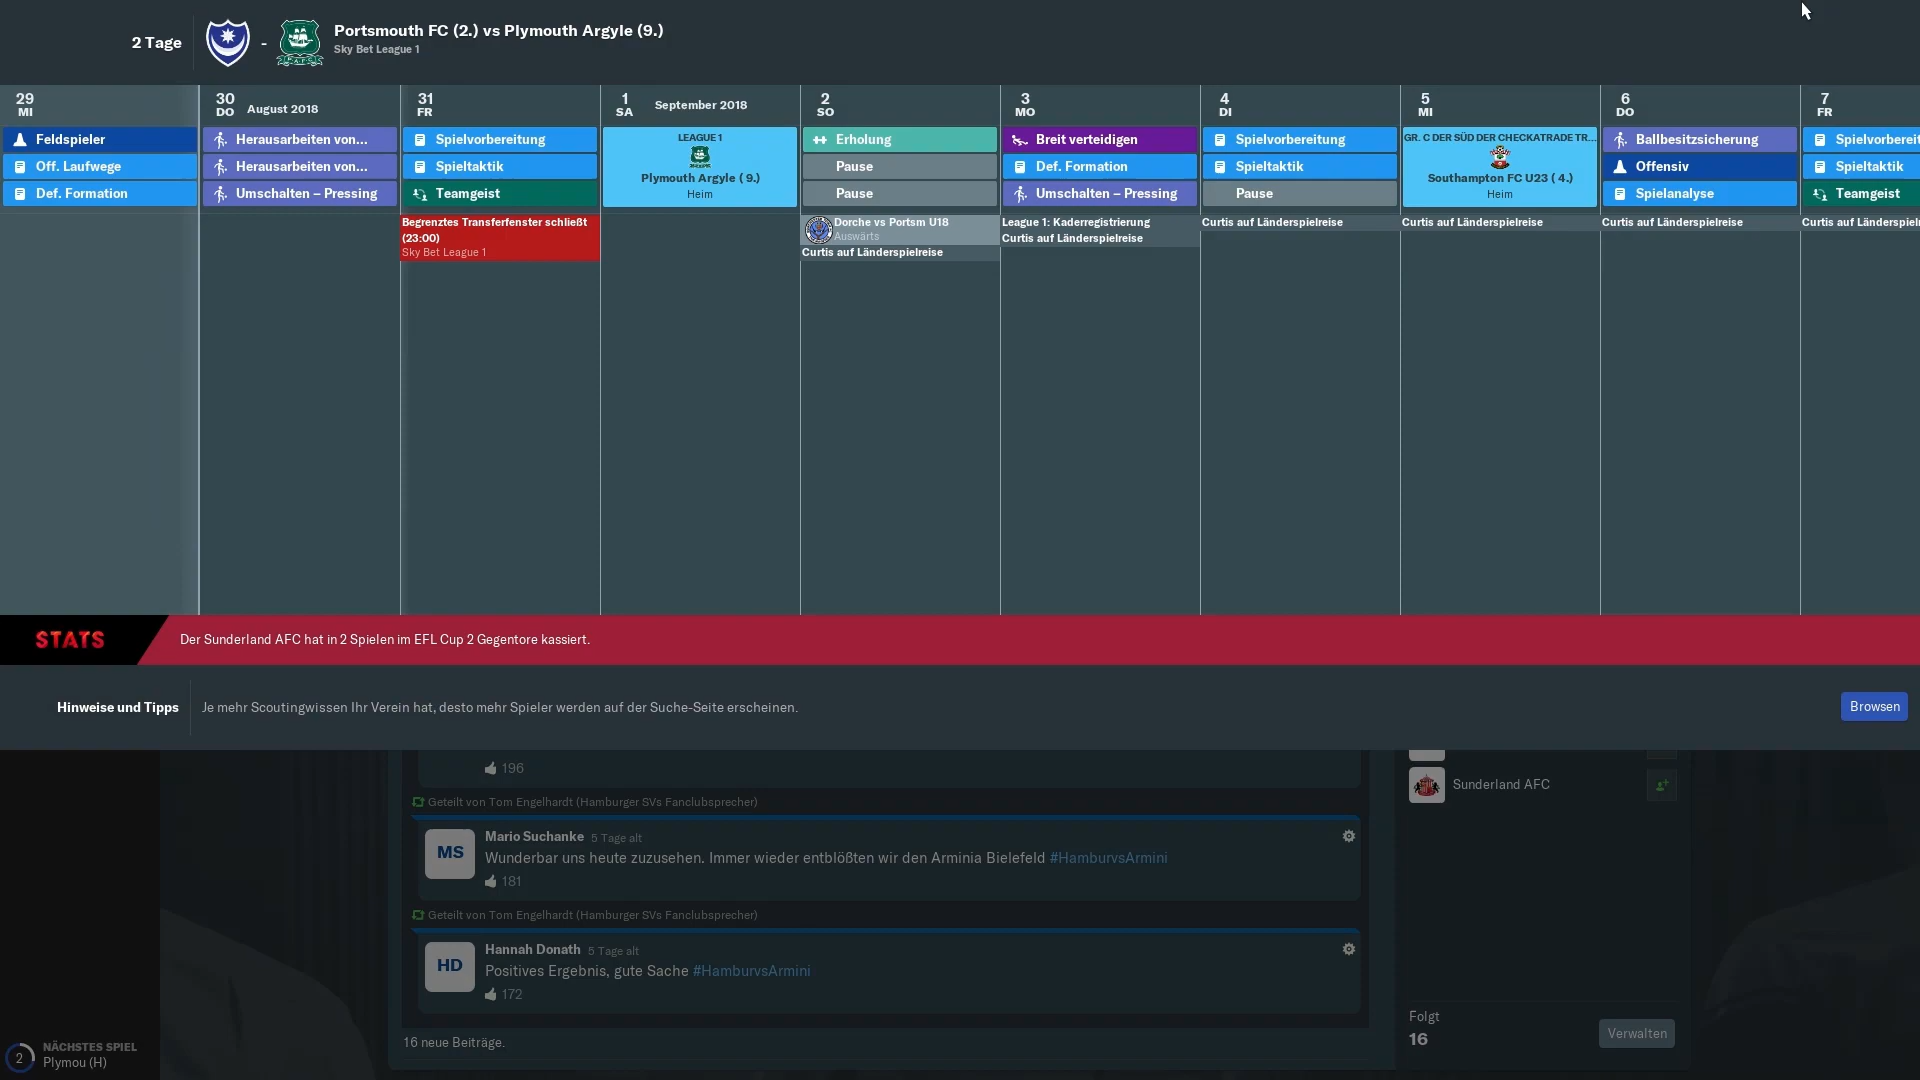 2 Tage
-
Portsmouth FC (2.) vs Plymouth Argyle (9.)
Sky Bet League 1
29
MI
Feldspieler
Off. Laufwege
Def. Formation
30
DO
August 2018
Herausarbeiten von...
Herausarbeiten von...
Umschalten – Pressing
31
FR
Spielvorbereitung
Spieltaktik
Teamgeist
Begrenztes Transferfenster schließt
(23:00)
Sky Bet League 1
1
SA
September 2018
LEAGUE 1
Plymouth Argyle ( 9.)
Heim
2
SO
Erholung
Pause
Pause
Dorche vs Portsm U18
Auswärts
Curtis auf Länderspielreise
3
MO
Breit verteidigen
Def. Formation
Umschalten – Pressing
League 1: Kaderregistrierung
Curtis auf Länderspielreise
4
DI
Spielvorbereitung
Spieltaktik
Pause
Curtis auf Länderspielreise
5
MI
GR. C DER SÜD DER CHECKATRADE TR...
Southampton FC U23 ( 4.)
Heim
Curtis auf Länderspielreise
6
DO
Ballbesitzsicherung
Offensiv
Spielanalyse
Curtis auf Länderspielreise
7
FR
Spielvorbereit
Spieltaktik
Teamgeist
Curtis auf Länderspiel
STATS
Der Sunderland AFC hat in 2 Spielen im EFL Cup 2 Gegentore kassiert.
Hinweise und Tipps
Je mehr Scoutingwissen Ihr Verein hat, desto mehr Spieler werden auf der Suche-Seite erscheinen.
Browsen
196
Geteilt von Tom Engelhardt (Hamburger SVs Fanclubsprecher)
MS
Mario Suchanke 5 Tage alt
Wunderbar uns heute zuzusehen. Immer wieder entblößten wir den Arminia Bielefeld #HamburvsArmini
181
Geteilt von Tom Engelhardt (Hamburger SVs Fanclubsprecher)
HD
Hannah Donath 5 Tage alt
Positives Ergebnis, gute Sache #HamburvsArmini
172
16 neue Beiträge.
Sunderland AFC
Folgt
16
Verwalten
2
NÄCHSTES SPIEL
Plymou (H)